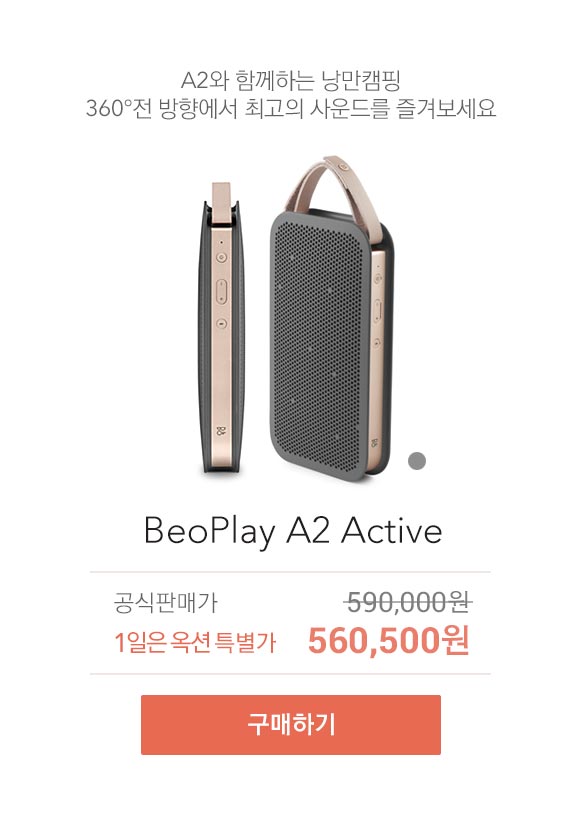 A2와 함께하는 낭만캠핑
360°전 방향에서 최고의 사운드를 즐겨보세요
BeoPlay A2 Active
공식판매가 590,000원
1일은 옥션 특별가 560,500원
구매하기